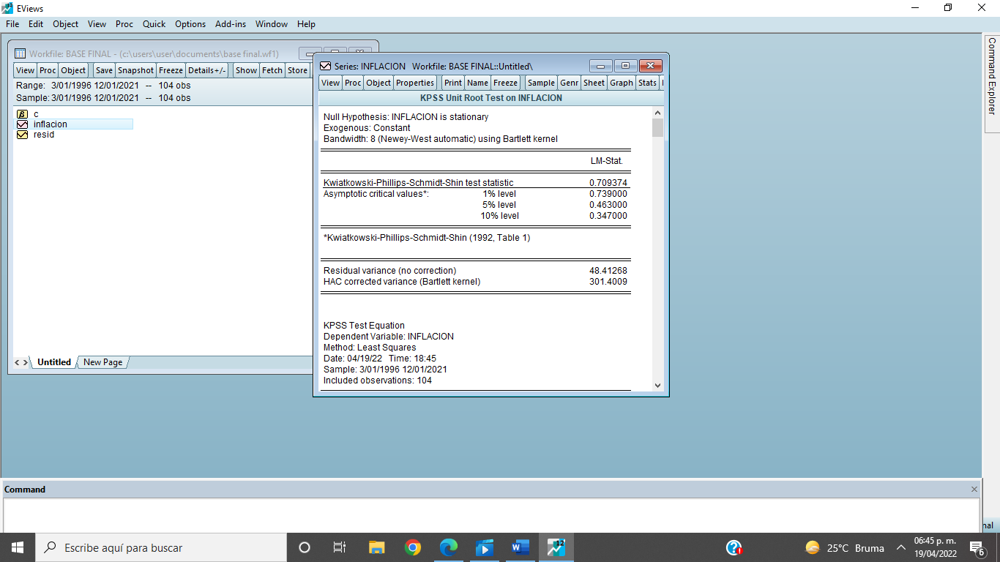 EViews
File Edit Object View Proc Quick Options Add-ins Window Help
Workfile: BASE FINAL - (c:\users\user\documents\base final.wf1)
View Proc Object Save Snapshot Freeze Details+/- Show Fetch Store
Range: 3/01/1996 12/01/2021 -- 104 obs
Sample: 3/01/1996 12/01/2021 -- 104 obs
β c
inflacion
resid
Untitled New Page
Series: INFLACION Workfile: BASE FINAL::Untitled\
View Proc Object Properties Print Name Freeze Sample Genr Sheet Graph Stats
KPSS Unit Root Test on INFLACION
Null Hypothesis: INFLACION is stationary
Exogenous: Constant
Bandwidth: 8 (Newey-West automatic) using Bartlett kernel
LM-Stat.
Kwiatkowski-Phillips-Schmidt-Shin test statistic 0.709374
Asymptotic critical values*: 1% level 0.739000
5% level 0.463000
10% level 0.347000
*Kwiatkowski-Phillips-Schmidt-Shin (1992, Table 1)
Residual variance (no correction) 48.41268
HAC corrected variance (Bartlett kernel) 301.4009
KPSS Test Equation
Dependent Variable: INFLACION
Method: Least Squares
Date: 04/19/22 Time: 18:45
Sample: 3/01/1996 12/01/2021
Included observations: 104
Command Explorer
Command
nal
Escribe aquí para buscar
12
25°C Bruma
06:45 p. m.
19/04/2022
6